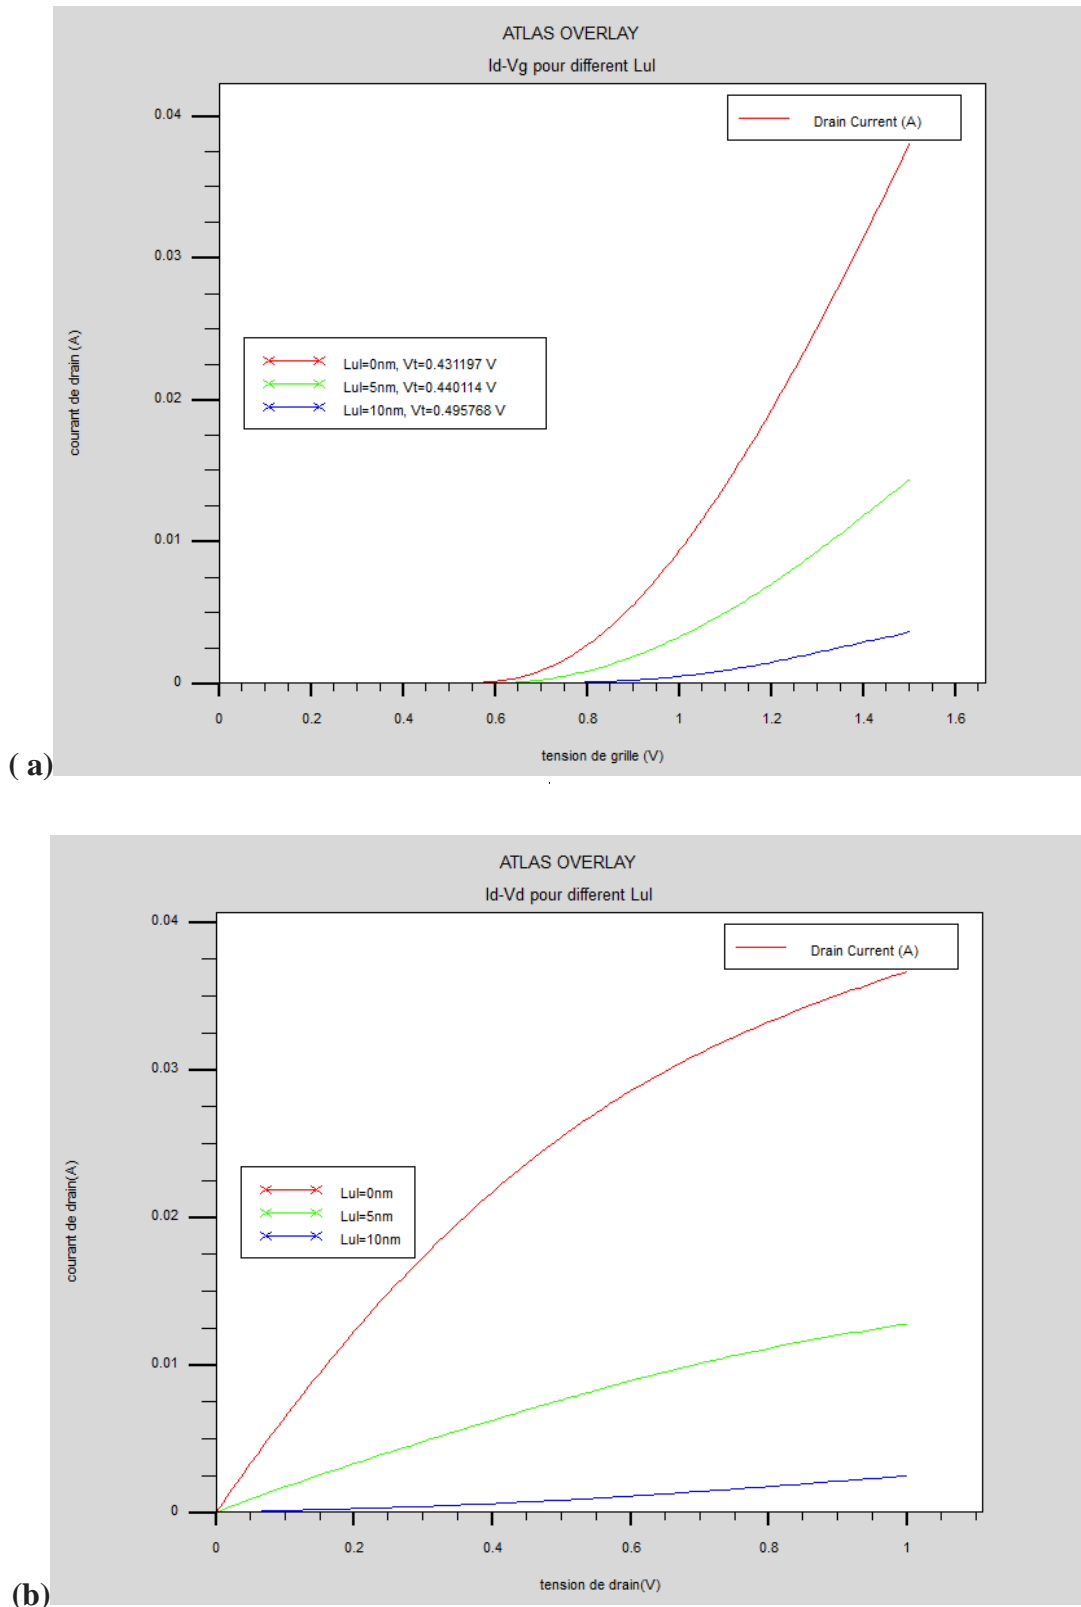 ATLAS OVERLAY
Id-Vg pour different Lul
Drain Current (A)
0.04
0.03
0.02
0.01
0
courant de drain (A)
Lul=0nm, Vt=0.431197 V
Lul=5nm, Vt=0.440114 V
Lul=10nm, Vt=0.495768 V
0 0.2 0.4 0.6 0.8 1 1.2 1.4 1.6
tension de grille (V)
( a)
ATLAS OVERLAY
Id-Vd pour different Lul
Drain Current (A)
0.04
0.03
0.02
0.01
0
courant de drain(A)
Lul=0nm
Lul=5nm
Lul=10nm
0 0.2 0.4 0.6 0.8 1
tension de drain(V)
(b)